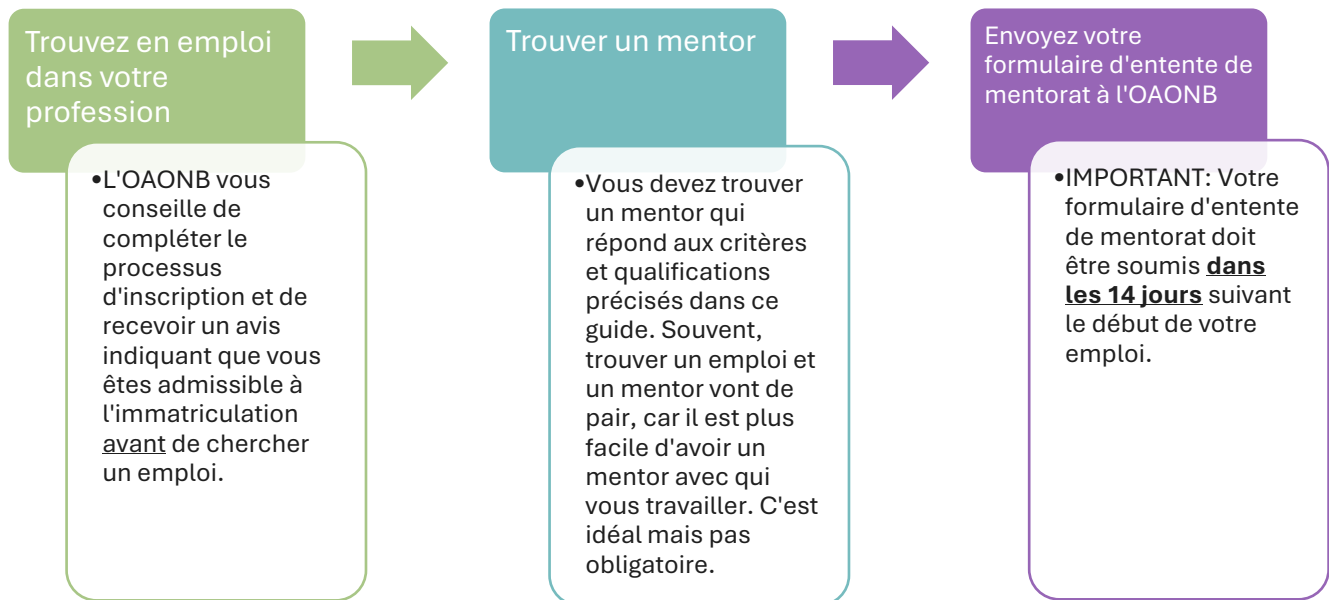 Trouvez en emploi
dans votre
profession
•L'OAONB vous
conseille de
compléter le
processus
d'inscription et de
recevoir un avis
indiquant que vous
êtes admissible à
l'immatriculation
avant de chercher
un emploi.
Trouver un mentor
•Vous devez trouver
un mentor qui
répond aux critères
et qualifications
précisés dans ce
guide. Souvent,
trouver un emploi et
un mentor vont de
pair, car il est plus
facile d'avoir un
mentor avec qui
vous travailler. C'est
idéal mais pas
obligatoire.
Envoyez votre
formulaire d'entente de
mentorat à l'OAONB
•IMPORTANT: Votre
formulaire d'entente
de mentorat doit
être soumis dans
les 14 jours suivant
le début de votre
emploi.